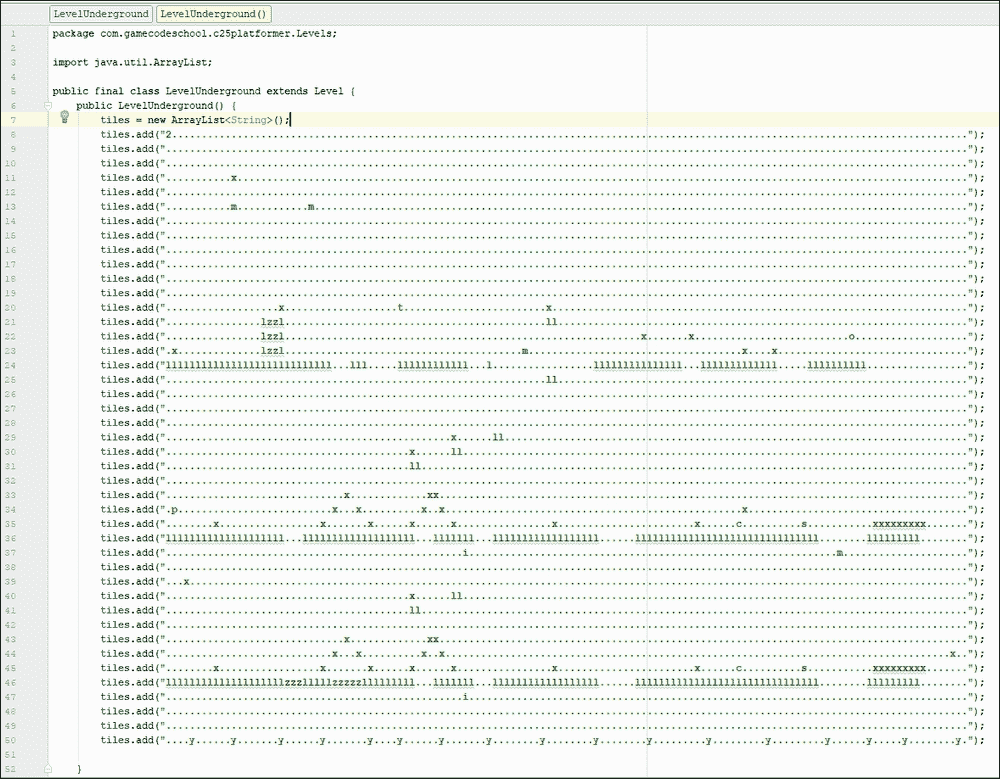 LevelUnderground LevelUnderground()
1 package com.gamecodeschool.c25platformer.Levels;
2
3 import java.util.ArrayList;
4
5 public final class LevelUnderground extends Level {
6 public LevelUnderground() {
7 tiles = new ArrayList<String>();
8 tiles.add("2......................................................................................................................................");
9 tiles.add(".......................................................................................................................................");
10 tiles.add(".......................................................................................................................................");
11 tiles.add("...........x...........................................................................................................................");
12 tiles.add(".......................................................................................................................................");
13 tiles.add("...........m............m..............................................................................................................");
14 tiles.add(".......................................................................................................................................");
15 tiles.add(".......................................................................................................................................");
16 tiles.add(".......................................................................................................................................");
17 tiles.add(".......................................................................................................................................");
18 tiles.add(".......................................................................................................................................");
19 tiles.add(".......................................................................................................................................");
20 tiles.add("...................x...................t........................x......................................................................");
21 tiles.add("................lzzl............................................ll.....................................................................");
22 tiles.add("................lzzl............................................................x.......x..........................o...................");
23 tiles.add(".x..............lzzl........................................m....................................x....x................................");
24 tiles.add("llllllllllllllllllllllllllll...lll.....llllllllllll...l.................lllllllllllllll...lllllllllllll.....llllllllll.................");
25 tiles.add("................................................................ll.....................................................................");
26 tiles.add(".......................................................................................................................................");
27 tiles.add(".......................................................................................................................................");
28 tiles.add(".......................................................................................................................................");
29 tiles.add("................................................x......ll..............................................................................");
30 tiles.add(".........................................x......ll.....................................................................................");
31 tiles.add(".........................................ll............................................................................................");
32 tiles.add(".......................................................................................................................................");
33 tiles.add("..............................x.............xx.........................................................................................");
34 tiles.add(".p..........................x...x..........x..x..................................................x.....................................");
35 tiles.add("........x.................x.......x......x......x................x.......................x......c..........s...........xxxxxxxxx.......");
36 tiles.add("llllllllllllllllllll...lllllllllllllllllll...lllllll...llllllllllllllllll......lllllllllllllllllllllllllllllll........lllllllll........");
37 tiles.add("..................................................i..............................................................m.....................");
38 tiles.add(".......................................................................................................................................");
39 tiles.add("...x...................................................................................................................................");
40 tiles.add(".........................................x......ll.....................................................................................");
41 tiles.add(".........................................ll............................................................................................");
42 tiles.add(".......................................................................................................................................");
43 tiles.add("..............................x.............xx.........................................................................................");
44 tiles.add("............................x...x..........x..x....................................................................................x..");
45 tiles.add("........x.................x.......x......x......x................x.......................x......c..........s...........xxxxxxxxx.......");
46 tiles.add("llllllllllllllllllllzzzlllllzzzzzlllllllll...lllllll...llllllllllllllllll......lllllllllllllllllllllllllllllll........lllllllll........");
47 tiles.add("..................................................i....................................................................................");
48 tiles.add(".......................................................................................................................................");
49 tiles.add(".......................................................................................................................................");
50 tiles.add("....y......y.......y......y.......y....y......y.......y........y........y........y.........y.......y...........y......y.....y........y.");
51
52 }